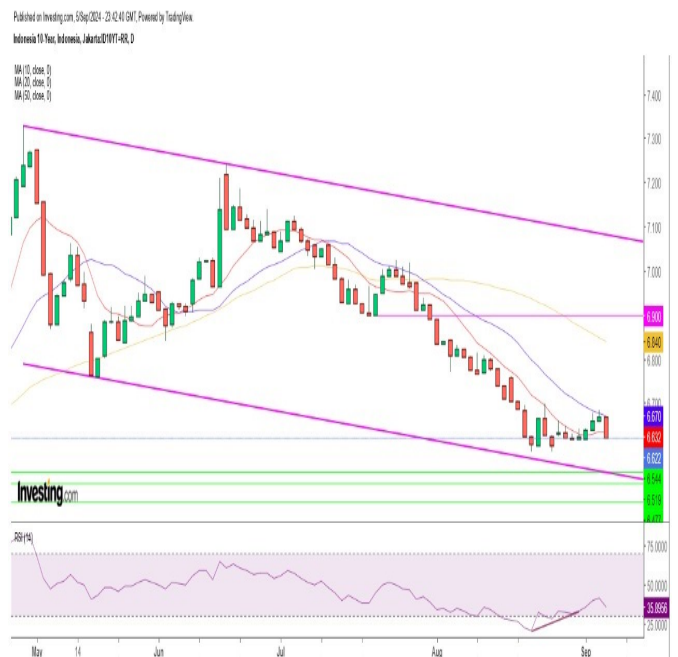 Published on Investing.com, 5/Sep/2024 - 23:42:40 GMT, Powered by TradingView.
Indonesia 10-Year, Indonesia, Jakarta:ID10YT=RR, D
MA (10, close, 0)
MA (20, close, 0)
MA (50, close, 0)
7.400
7.300
7.200
7.100
7.000
6.900
6.840
6.800
6.700
6.670
6.632
6.622
6.544
6.519
6.477
Investing.com
RSI (14)
75.0000
50.0000
35.0956
25.0000
May
14
Jun
Jul
Aug
Sep